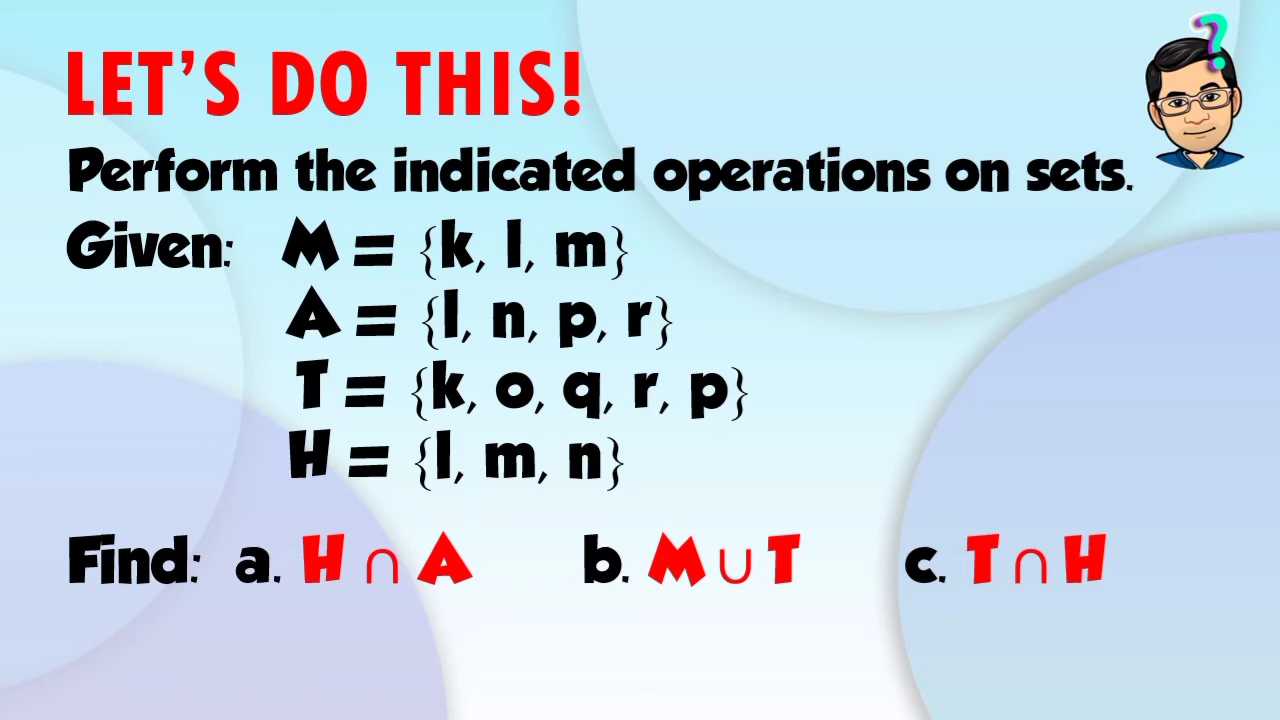 ?
LET'S DO THIS!
Perform the indicated operations on sets.
Given: M = {k, l, m}
A = {l, n, p, r}
T = {k, o, q, r, p}
H = {l, m, n}
Find: a. H ∩ A b. M ∪ T c. T ∩ H